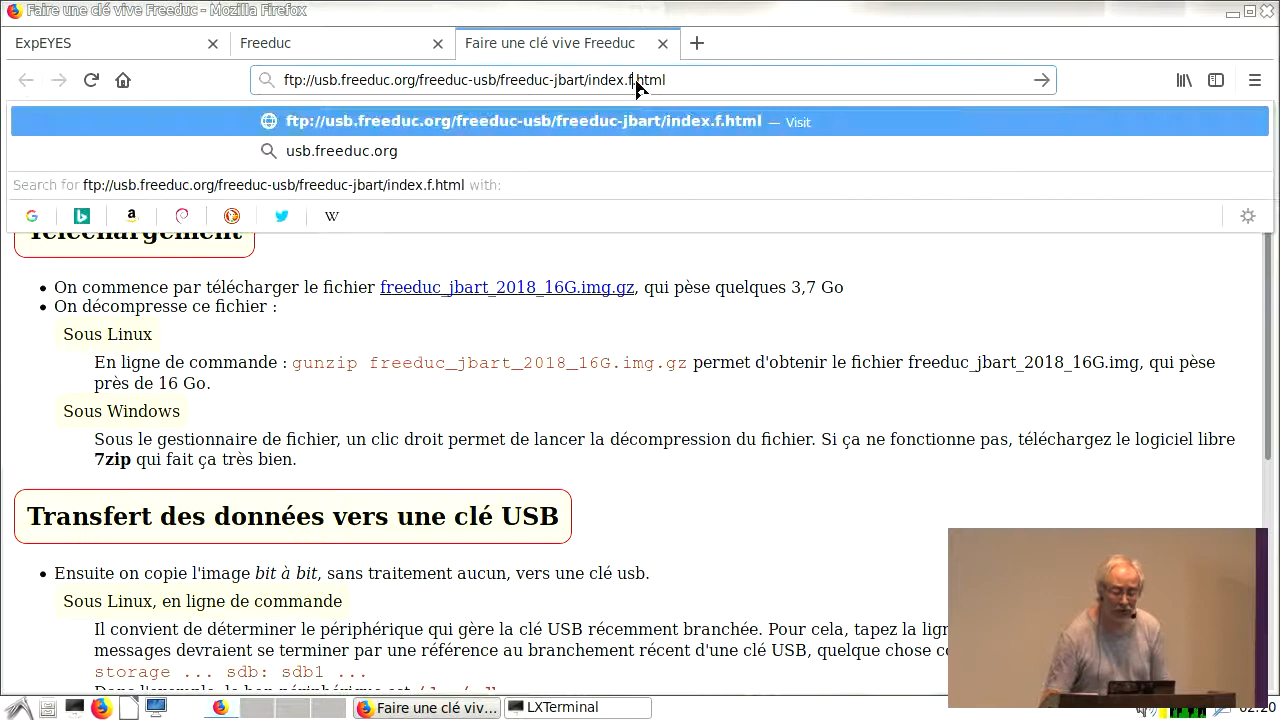 Faire une clé vive Freeduc - Mozilla Firefox
ExpEYES
Freeduc
Faire une clé vive Freeduc
ftp://usb.freeduc.org/freeduc-usb/freeduc-jbart/index.f.html
ftp://usb.freeduc.org/freeduc-usb/freeduc-jbart/index.f.html — Visit
usb.freeduc.org
Search for ftp://usb.freeduc.org/freeduc-usb/freeduc-jbart/index.f.html with:
Téléchargement
On commence par télécharger le fichier freeduc_jbart_2018_16G.img.gz, qui pèse quelques 3,7 Go
On décompresse ce fichier :
Sous Linux
En ligne de commande : gunzip freeduc_jbart_2018_16G.img.gz permet d'obtenir le fichier freeduc_jbart_2018_16G.img, qui pèse
près de 16 Go.
Sous Windows
Sous le gestionnaire de fichier, un clic droit permet de lancer la décompression du fichier. Si ça ne fonctionne pas, téléchargez le logiciel libre
7zip qui fait ça très bien.
Transfert des données vers une clé USB
Ensuite on copie l'image bit à bit, sans traitement aucun, vers une clé usb.
Sous Linux, en ligne de commande
Il convient de déterminer le périphérique qui gère la clé USB récemment branchée. Pour cela, tapez la lign
messages devraient se terminer par une référence au branchement récent d'une clé USB, quelque chose c
storage ... sdb: sdb1 ...
Faire une clé viv...
LXTerminal
02:20